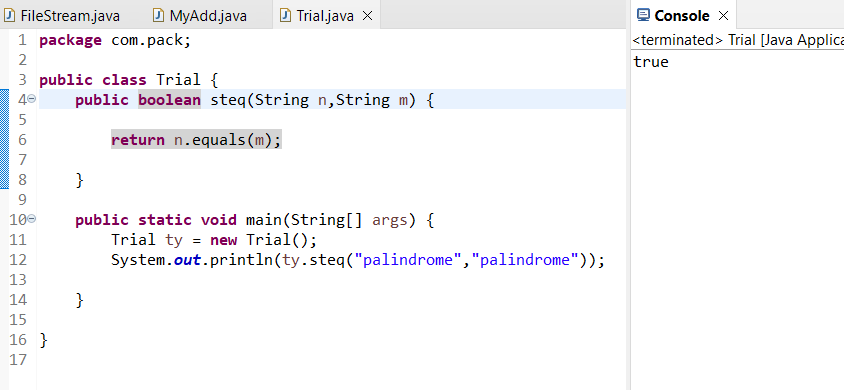 FileStream.java MyAdd.java Trial.java
1 package com.pack;
2
3 public class Trial {
4 public boolean steq(String n,String m) {
5
6 return n.equals(m);
7
8 }
9
10 public static void main(String[] args) {
11 Trial ty = new Trial();
12 System.out.println(ty.steq("palindrome","palindrome"));
13
14 }
15
16 }
17
Console
<terminated> Trial [Java Applica
true